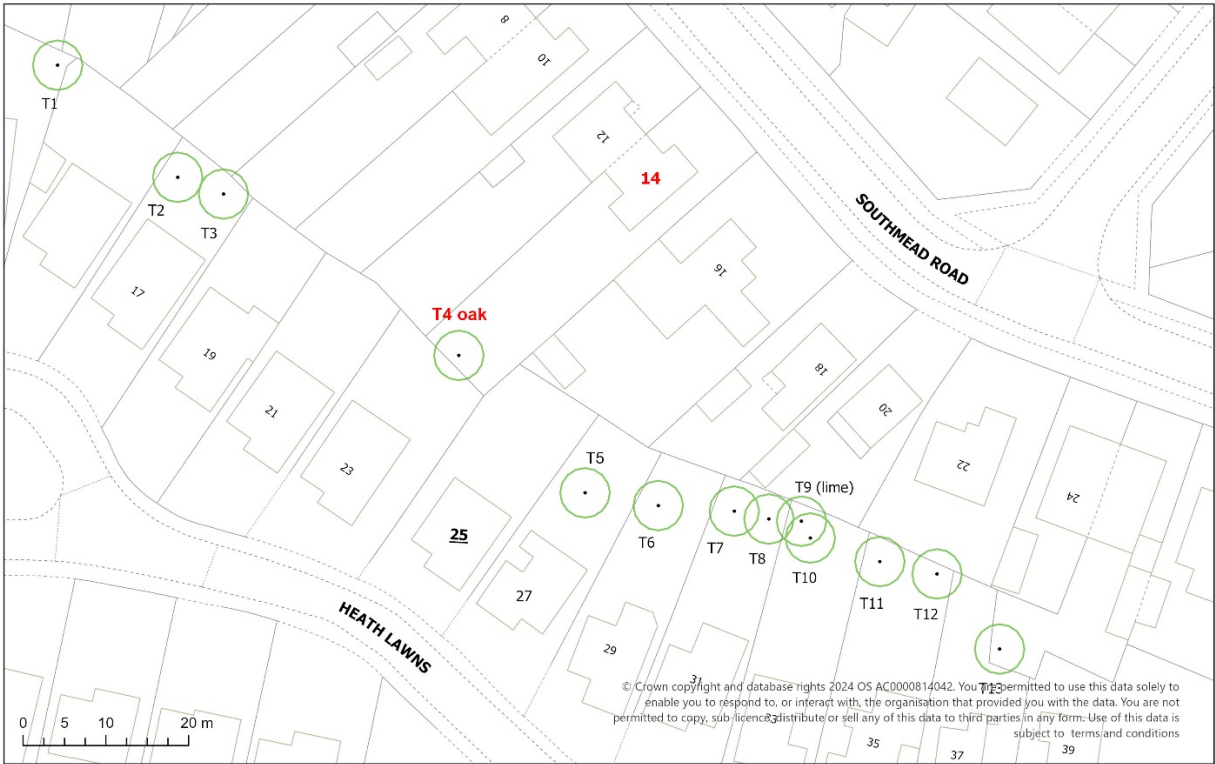 8
10
T1
12
14
T2
T3
SOUTHMEAD ROAD
16
17
T4 oak
19
18
21
20
T5
23
22
T9 (lime)
24
25
T6
T7
T8
T10
27
T11
T12
HEATH LAWNS
29
31
T13
© Crown copyright and database rights 2024 OS AC0000814042. You are permitted to use this data solely to
enable you to respond to, or interact with, the organisation that provided you with the data. You are not
permitted to copy, sub-licence, distribute or sell any of this data to third parties in any form. Use of this data is
subject to terms and conditions
33
35
37
39
0 5 10 20 m